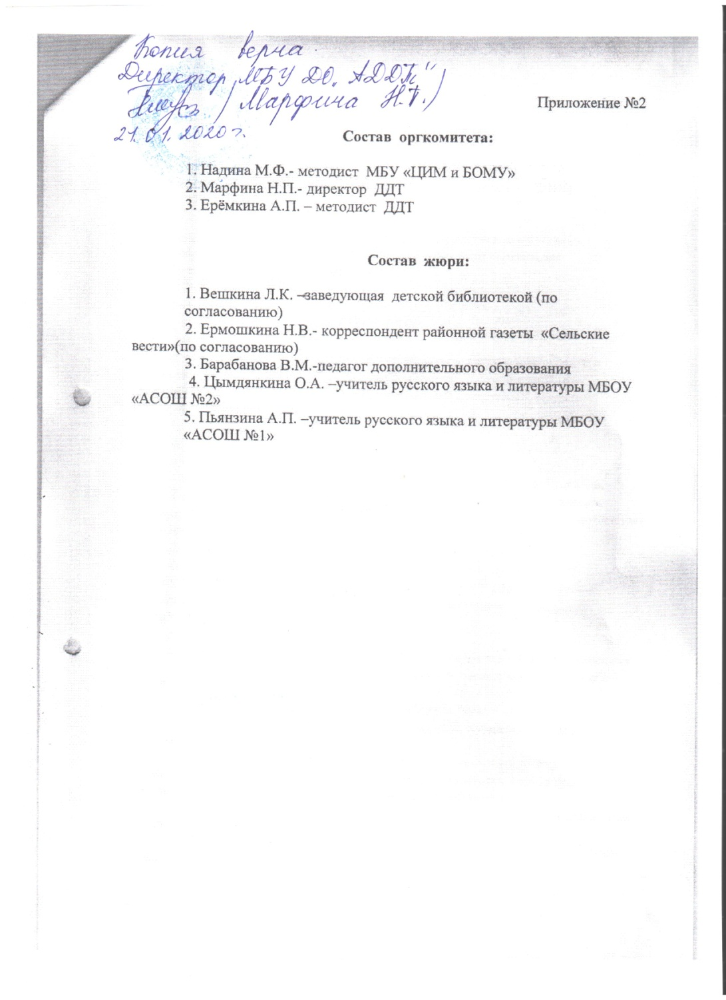 Копия верна
Директор МБУ ДО „АДДТ"
/ Марфина Н.П./
21.01.2020 г.
Приложение №2
Состав оргкомитета:
1. Надина М.Ф.- методист МБУ «ЦИМ и БОМУ»
2. Марфина Н.П.- директор ДДТ
3. Ерёмкина А.П. – методист ДДТ
Состав жюри:
1. Вешкина Л.К. –заведующая детской библиотекой (по
согласованию)
2. Ермошкина Н.В.- корреспондент районной газеты «Сельские
вести»(по согласованию)
3. Барабанова В.М.-педагог дополнительного образования
4. Цымдянкина О.А. –учитель русского языка и литературы МБОУ
«АСОШ №2»
5. Пьянзина А.П. –учитель русского языка и литературы МБОУ
«АСОШ №1»